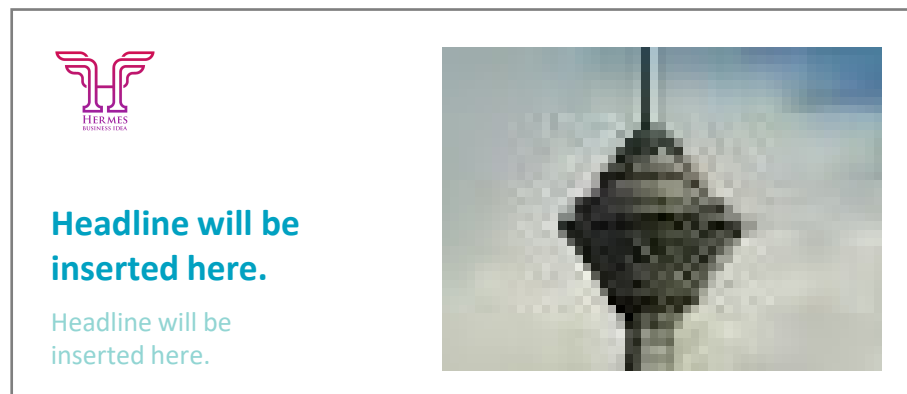 HERMES
BUSINESS IDEA
Headline will be
inserted here.
Headline will be
inserted here.